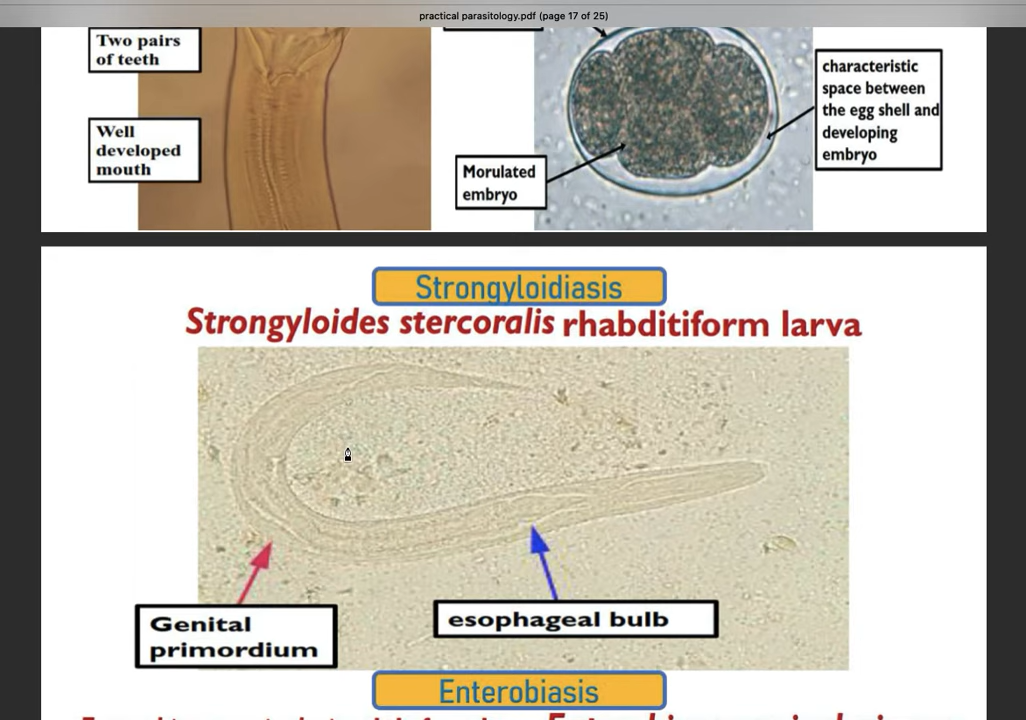 practical parasitology.pdf (page 17 of 25)
Two pairs
of teeth
Well
developed
mouth
Morulated
embryo
characteristic
space between
the egg shell and
developing
embryo
Strongyloidiasis
Strongyloides stercoralis rhabditiform larva
Genital
primordium
esophageal bulb
Enterobiasis